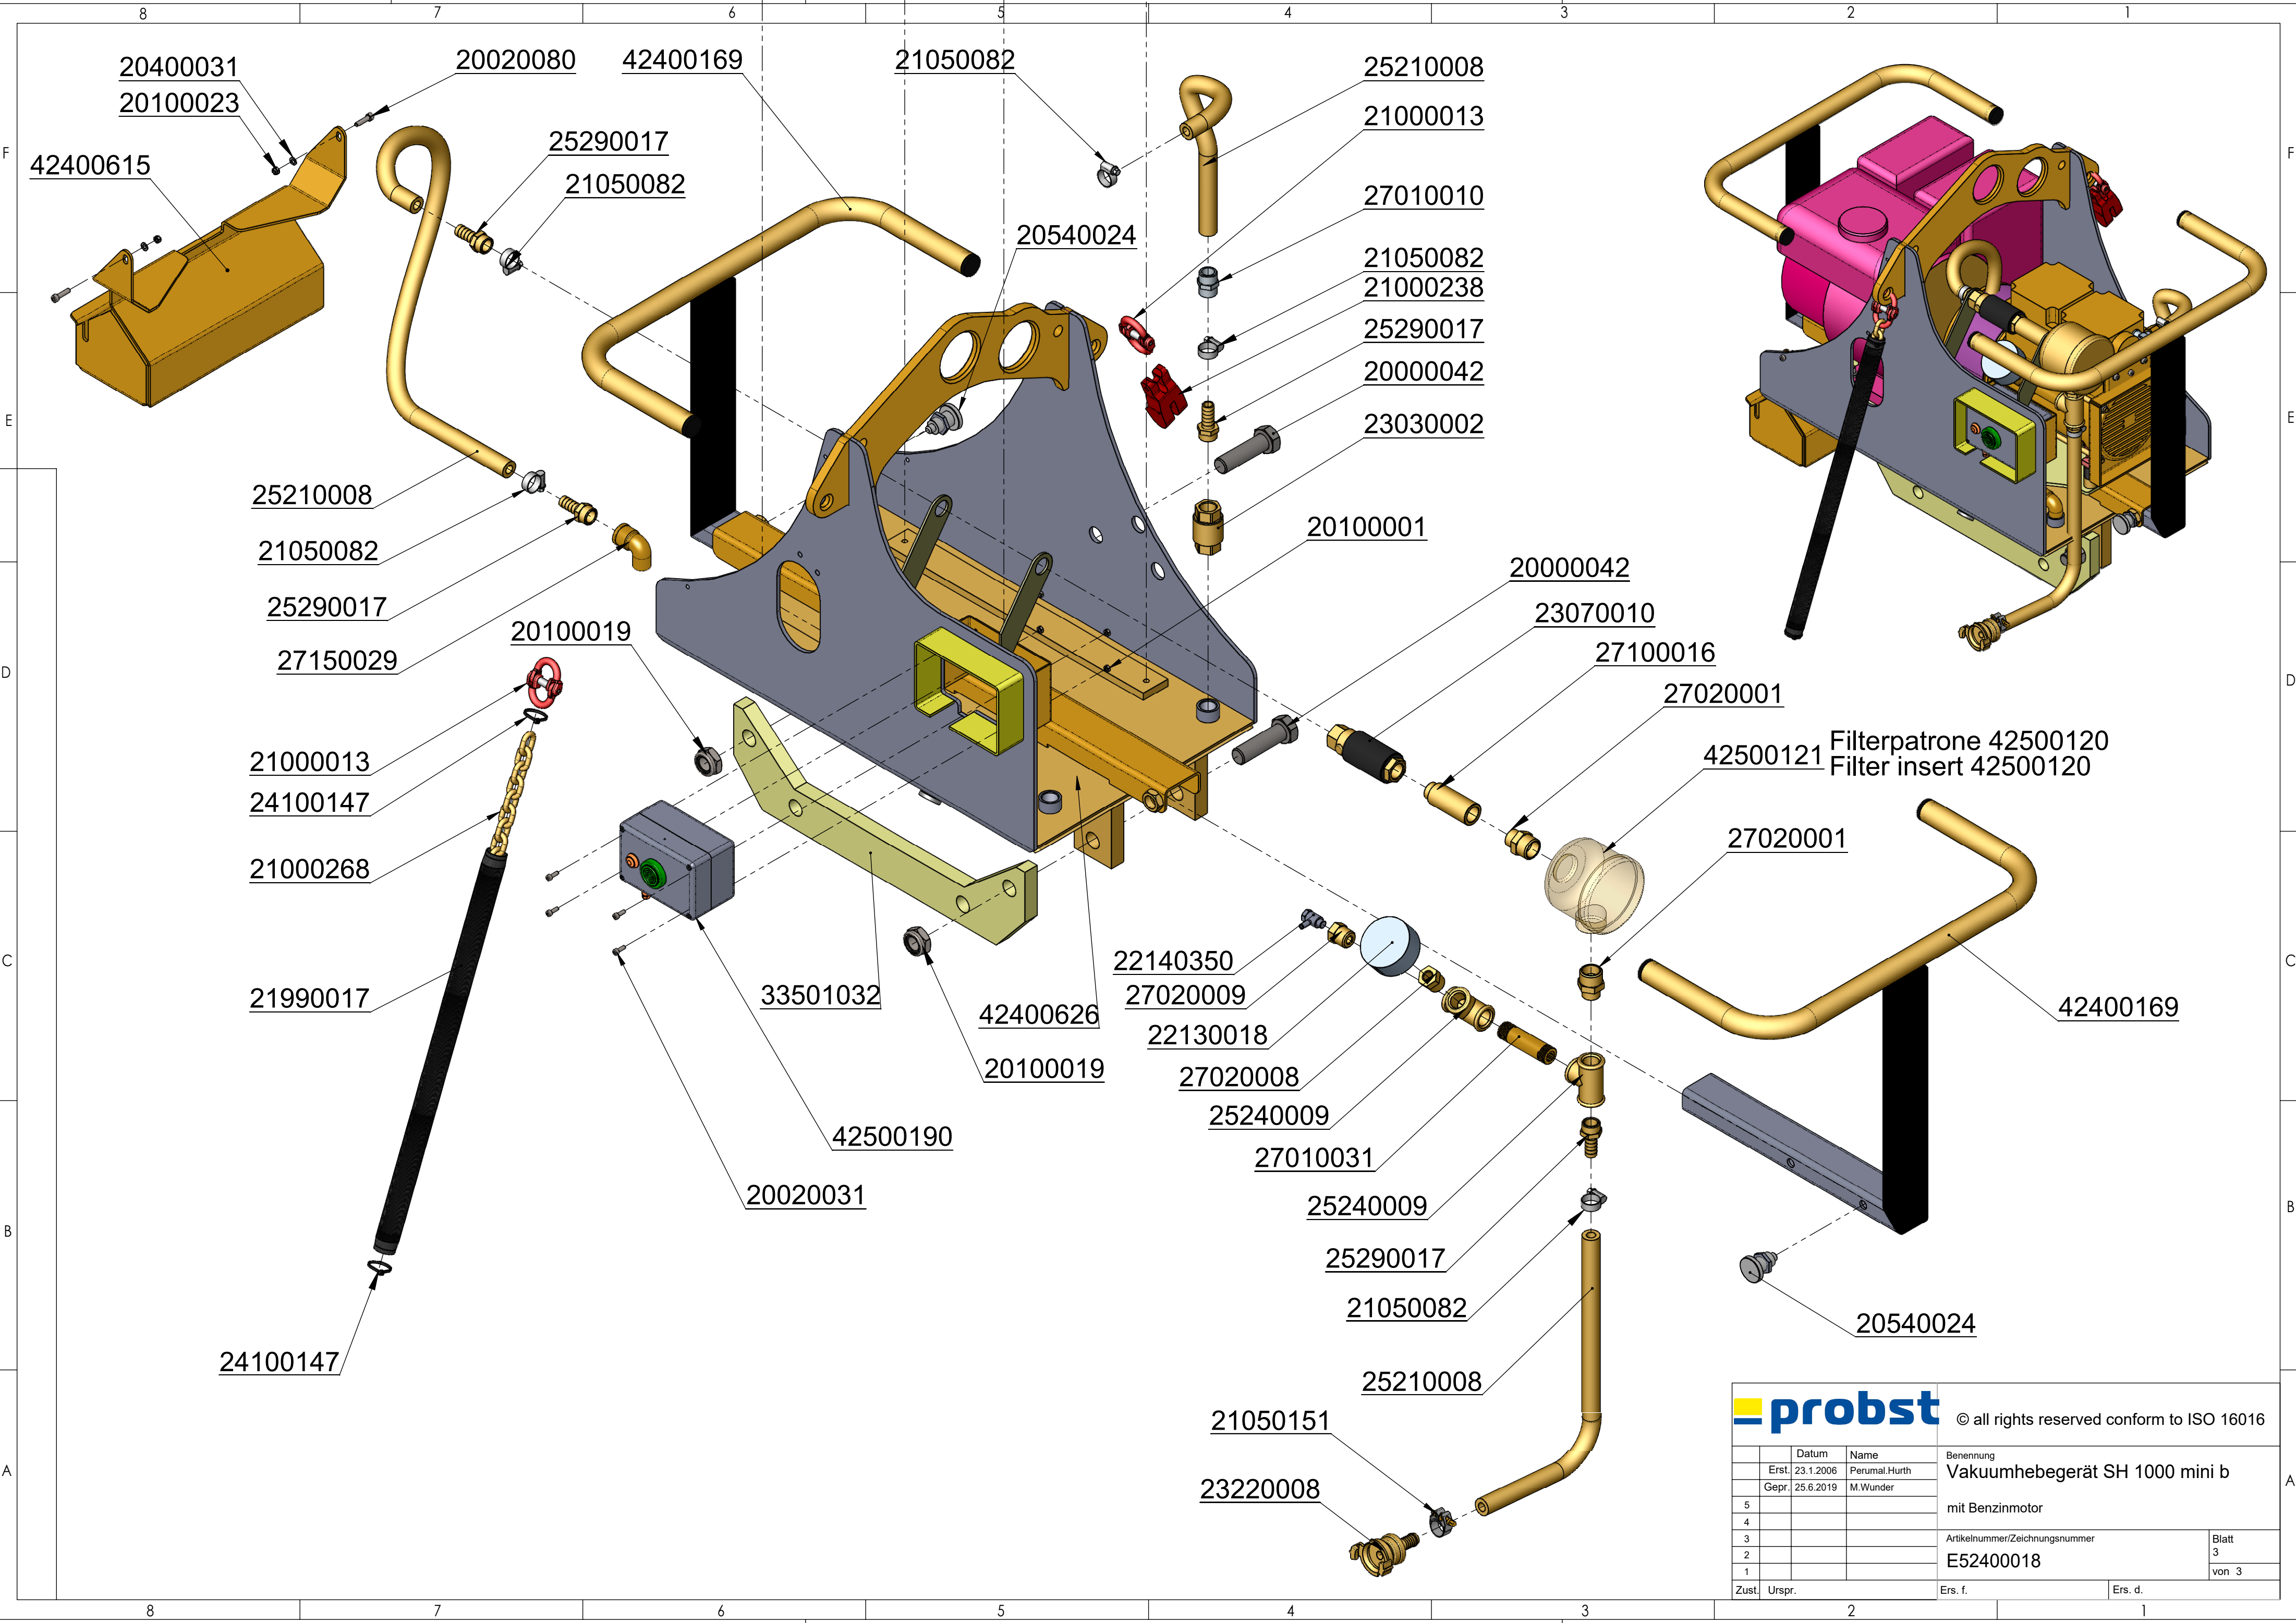 8 7 6 5 4 3 2 1
F
E
D
C
B
A
F
E
D
C
B
A
20400031
20100023
42400615
20020080
25290017
21050082
42400169
21050082
20540024
25210008
21000013
27010010
21050082
21000238
25290017
20000042
23030002
20100001
25210008
21050082
25290017
27150029
20100019
21000013
24100147
21000268
21990017
24100147
20000042
23070010
27100016
27020001
42500121
Filterpatrone 42500120
Filter insert 42500120
27020001
42400169
33501032
42400626
20100019
42500190
20020031
22140350
27020009
22130018
27020008
25240009
27010031
25240009
25290017
21050082
25210008
21050151
23220008
20540024
probst
© all rights reserved conform to ISO 16016
Datum Name
Erst. 23.1.2006 Perumal.Hurth
Gepr. 25.6.2019 M.Wunder
5
4
3
2
1
Zust. Urspr.
Benennung
Vakuumhebegerät SH 1000 mini b
mit Benzinmotor
Artikelnummer/Zeichnungsnummer
E52400018
Blatt
3
von 3
Ers. f.
Ers. d.
8 7 6 5 4 3 2 1